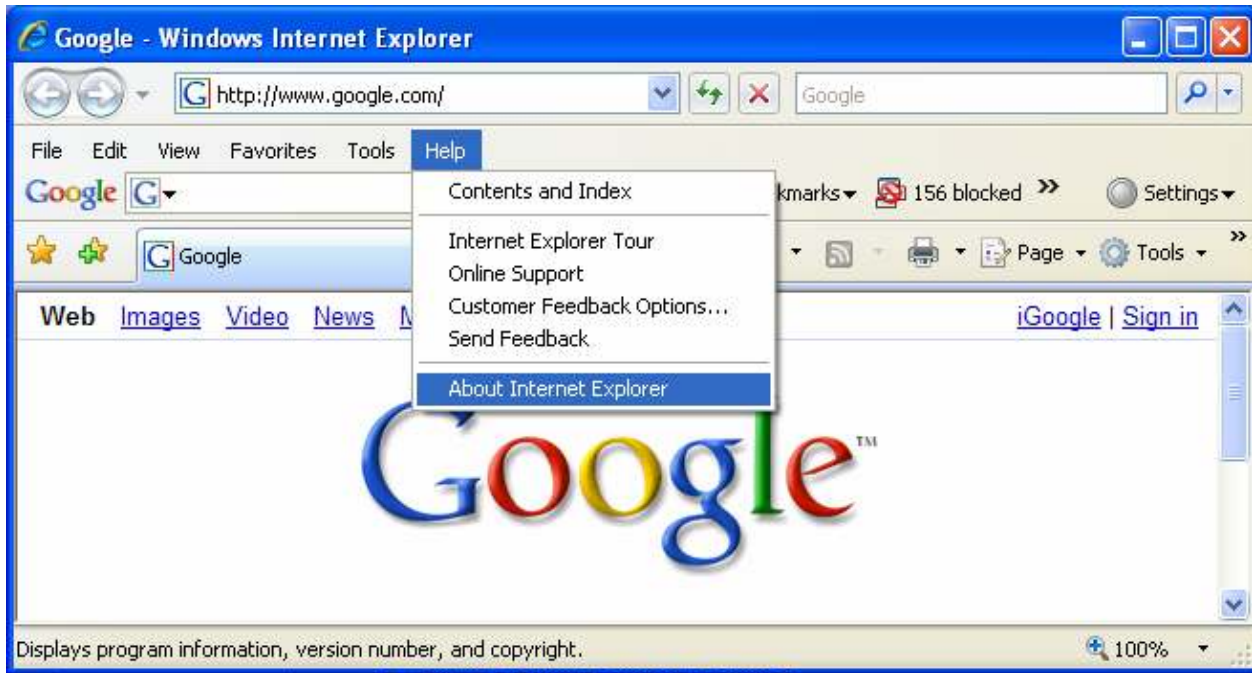 Google - Windows Internet Explorer
http://www.google.com/ Google
File Edit View Favorites Tools Help
Google G kmarks 156 blocked » Settings
Contents and Index
Internet Explorer Tour
Online Support
Customer Feedback Options...
Send Feedback
About Internet Explorer
G Google Page Tools »
Web Images Video News iGoogle | Sign in
Google™
Displays program information, version number, and copyright. 100%